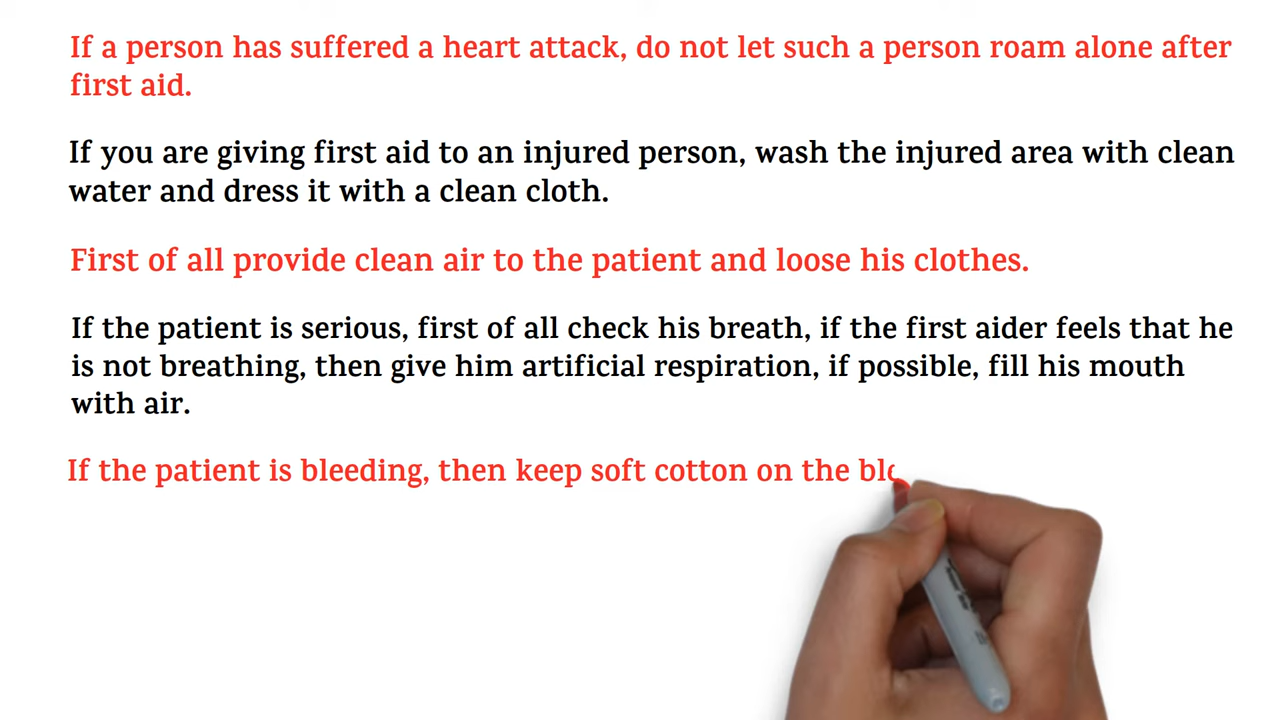 If a person has suffered a heart attack, do not let such a person roam alone after
first aid.
If you are giving first aid to an injured person, wash the injured area with clean
water and dress it with a clean cloth.
First of all provide clean air to the patient and loose his clothes.
If the patient is serious, first of all check his breath, if the first aider feels that he
is not breathing, then give him artificial respiration, if possible, fill his mouth
with air.
If the patient is bleeding, then keep soft cotton on the